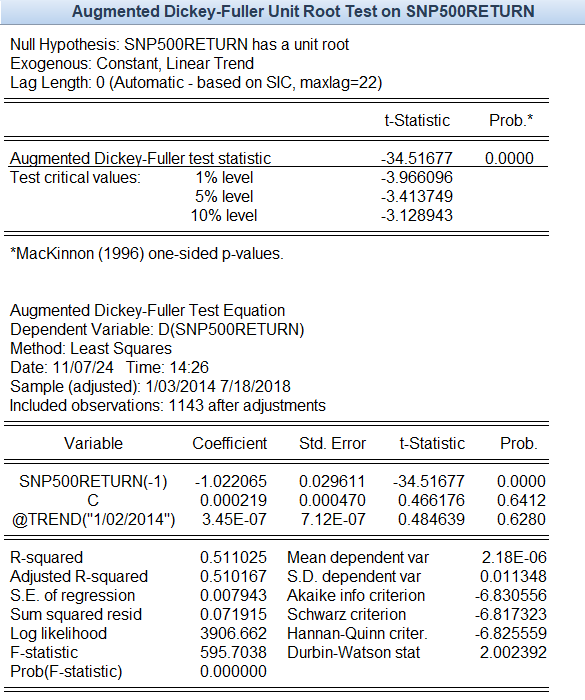 Augmented Dickey-Fuller Unit Root Test on SNP500RETURN
Null Hypothesis: SNP500RETURN has a unit root
Exogenous: Constant, Linear Trend
Lag Length: 0 (Automatic - based on SIC, maxlag=22)
t-Statistic Prob.*
Augmented Dickey-Fuller test statistic -34.51677 0.0000
Test critical values: 1% level -3.966096
5% level -3.413749
10% level -3.128943
*MacKinnon (1996) one-sided p-values.
Augmented Dickey-Fuller Test Equation
Dependent Variable: D(SNP500RETURN)
Method: Least Squares
Date: 11/07/24 Time: 14:26
Sample (adjusted): 1/03/2014 7/18/2018
Included observations: 1143 after adjustments
Variable Coefficient Std. Error t-Statistic Prob.
SNP500RETURN(-1) -1.022065 0.029611 -34.51677 0.0000
C 0.000219 0.000470 0.466176 0.6412
@TREND("1/02/2014") 3.45E-07 7.12E-07 0.484639 0.6280
R-squared 0.511025 Mean dependent var 2.18E-06
Adjusted R-squared 0.510167 S.D. dependent var 0.011348
S.E. of regression 0.007943 Akaike info criterion -6.830556
Sum squared resid 0.071915 Schwarz criterion -6.817323
Log likelihood 3906.662 Hannan-Quinn criter. -6.825559
F-statistic 595.7038 Durbin-Watson stat 2.002392
Prob(F-statistic) 0.000000